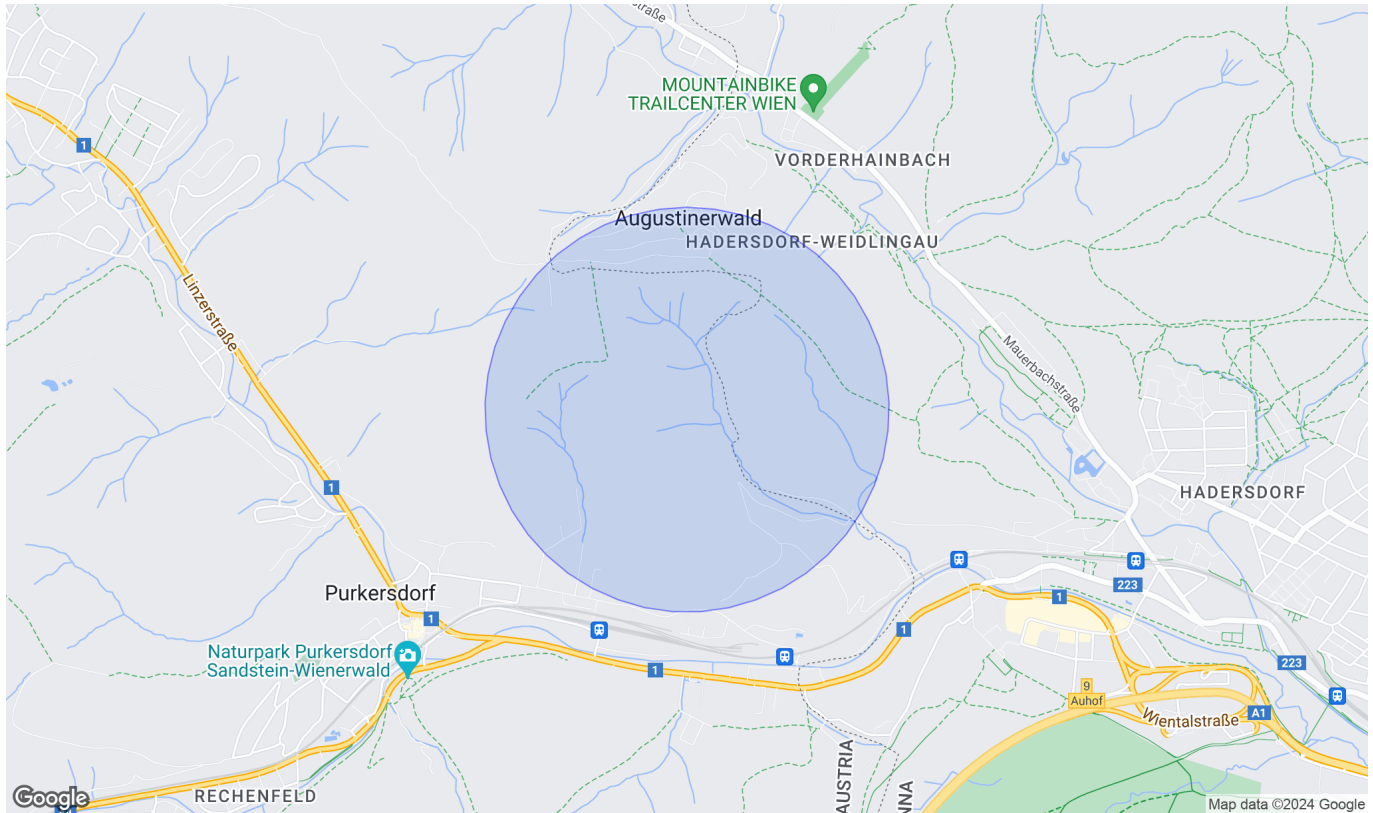 straße
MOUNTAINBIKE
TRAILCENTER WIEN
1
VORDERHAINBACH
Augustinerwald
HADERSDORF-WEIDLINGAU
Linzerstraße
Mauerbachstraße
1
HADERSDORF
Purkersdorf
1
223
1
1
Naturpark Purkersdorf
Sandstein-Wienerwald
1
223
9
Auhof
Wientalstraße
A1
AUSTRIA
NNA
RECHENFELD
Google
Map data ©2024 Google